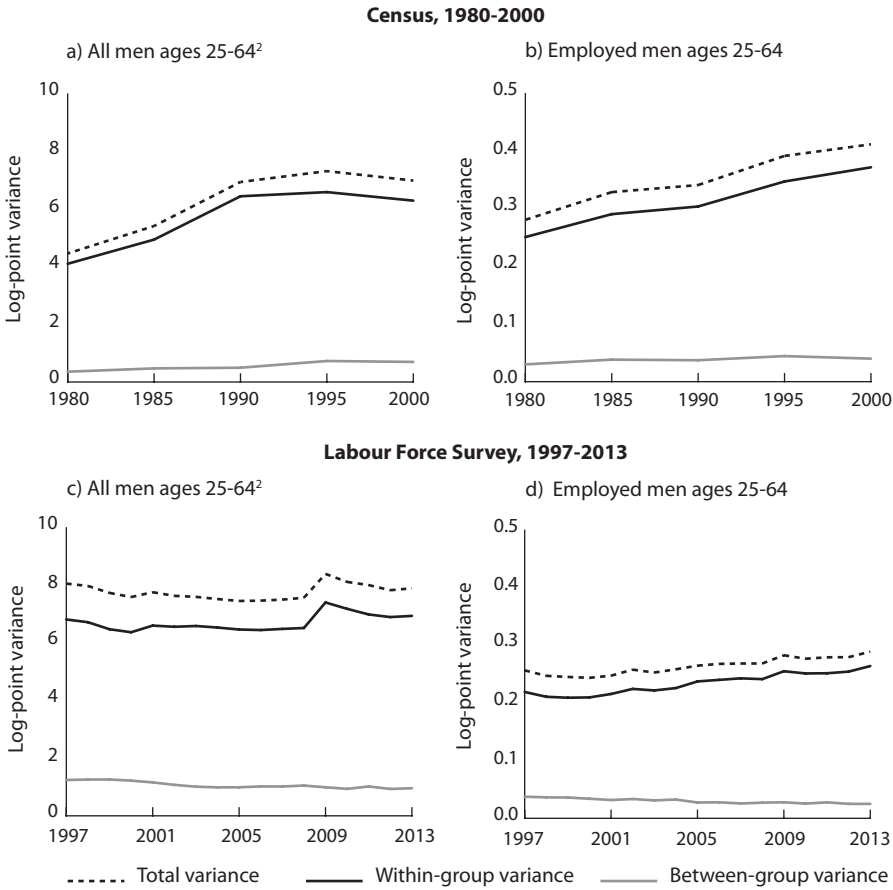 Census, 1980-2000
a) All men ages 25-64²
Log-point variance
10
8
6
4
2
0
1980 1985 1990 1995 2000
b) Employed men ages 25-64
Log-point variance
0.5
0.4
0.3
0.2
0.1
0.0
1980 1985 1990 1995 2000
Labour Force Survey, 1997-2013
c) All men ages 25-64²
Log-point variance
10
8
6
4
2
0
1997 2001 2005 2009 2013
d) Employed men ages 25-64
Log-point variance
0.5
0.4
0.3
0.2
0.1
0.0
1997 2001 2005 2009 2013
Total variance Within-group variance Between-group variance